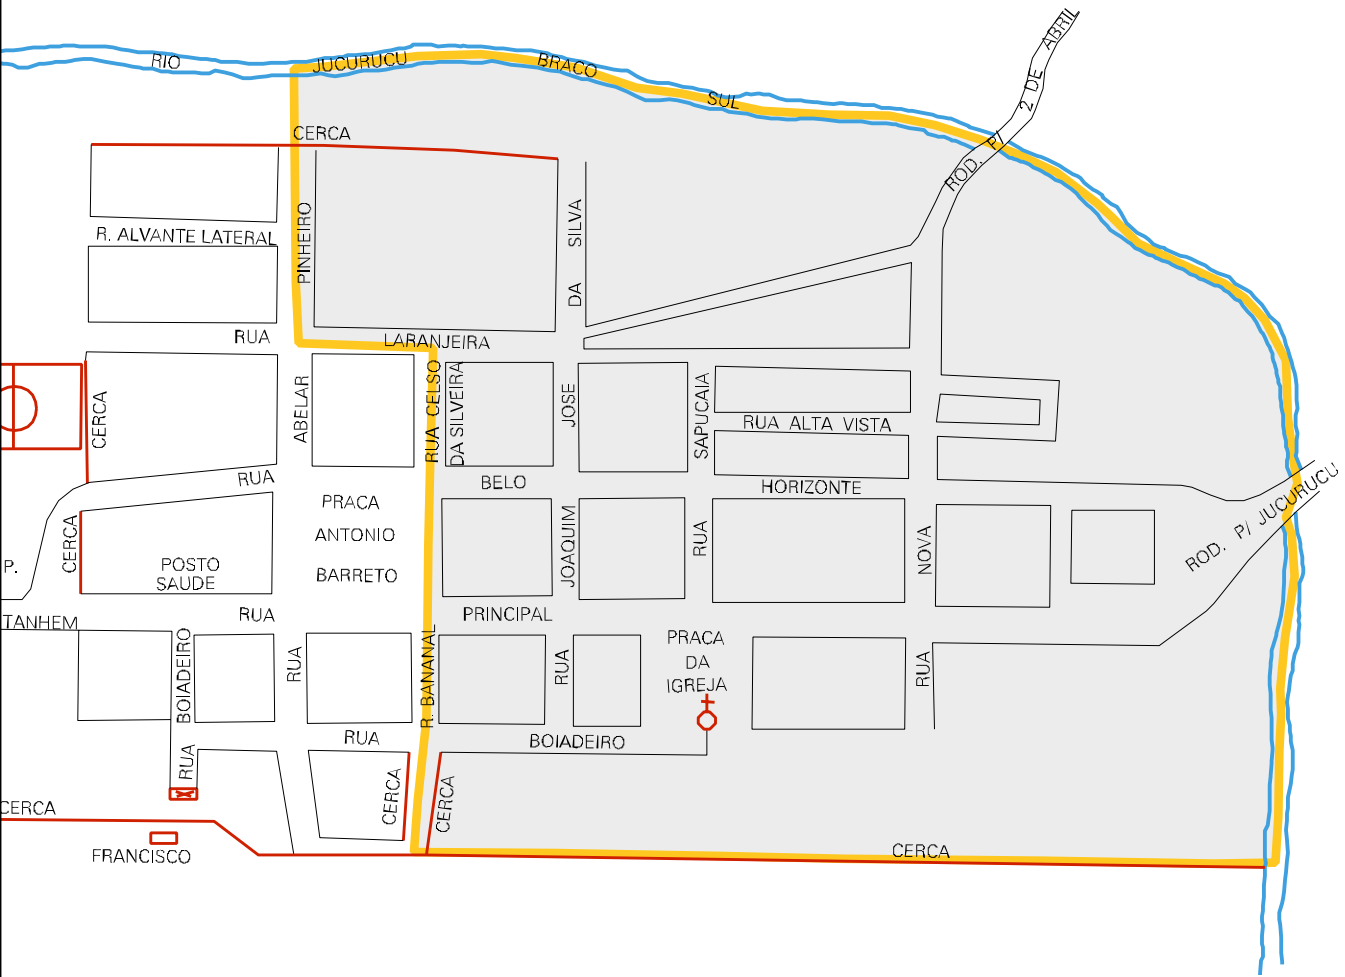 ABRIL
2 DE
ROD. P/
RIO
JUCURUCU
BRACO
SUL
CERCA
PINHEIRO
SILVA
DA
R. ALVANTE LATERAL
RUA
LARANJEIRA
CERCA
ABELAR
RUA CELSO
DA SILVEIRA
JOSE
SAPUCAIA
RUA ALTA VISTA
RUA
BELO
HORIZONTE
PRACA
ANTONIO
BARRETO
CERCA
P.
POSTO
SAUDE
JOAQUIM
RUA
NOVA
ROD. P/ JUCURUCU
TANHEM
RUA
PRINCIPAL
BOIADEIRO
RUA
R. BANANAL
RUA
PRACA
DA
IGREJA
RUA
RUA
BOIADEIRO
RUA
CERCA
CERCA
CERCA
FRANCISCO
CERCA